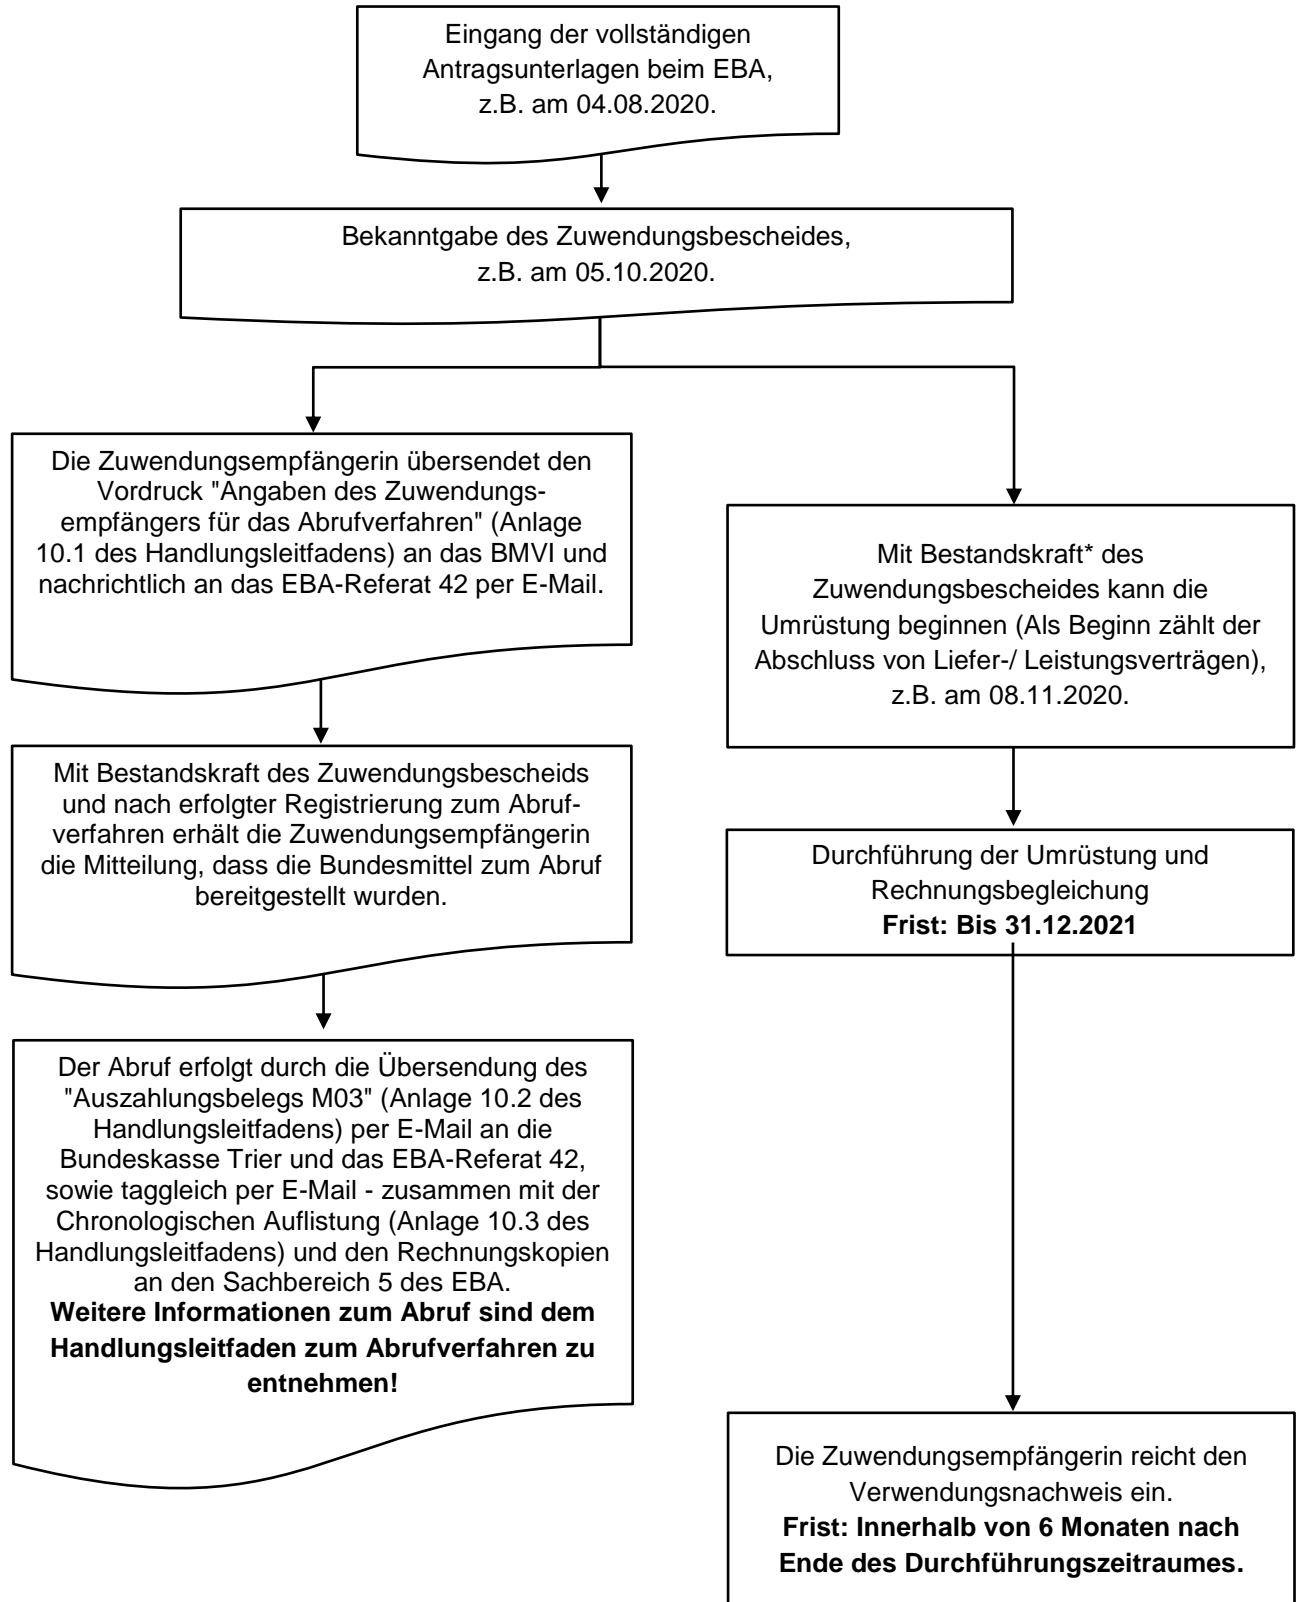 Eingang der vollständigen
Antragsunterlagen beim EBA,
z.B. am 04.08.2020.
Bekanntgabe des Zuwendungsbescheides,
z.B. am 05.10.2020.
Die Zuwendungsempfängerin übersendet den
Vordruck "Angaben des Zuwendungs-
empfängers für das Abrufverfahren" (Anlage
10.1 des Handlungsleitfadens) an das BMVI und
nachrichtlich an das EBA-Referat 42 per E-Mail.
Mit Bestandskraft des Zuwendungsbescheids
und nach erfolgter Registrierung zum Abruf-
verfahren erhält die Zuwendungsempfängerin
die Mitteilung, dass die Bundesmittel zum Abruf
bereitgestellt wurden.
Der Abruf erfolgt durch die Übersendung des
"Auszahlungsbelegs M03" (Anlage 10.2 des
Handlungsleitfadens) per E-Mail an die
Bundeskasse Trier und das EBA-Referat 42,
sowie taggleich per E-Mail - zusammen mit der
Chronologischen Auflistung (Anlage 10.3 des
Handlungsleitfadens) und den Rechnungskopien
an den Sachbereich 5 des EBA.
Weitere Informationen zum Abruf sind dem
Handlungsleitfaden zum Abrufverfahren zu
entnehmen!
Mit Bestandskraft* des
Zuwendungsbescheides kann die
Umrüstung beginnen (Als Beginn zählt der
Abschluss von Liefer-/ Leistungsverträgen),
z.B. am 08.11.2020.
Durchführung der Umrüstung und
Rechnungsbegleichung
Frist: Bis 31.12.2021
Die Zuwendungsempfängerin reicht den
Verwendungsnachweis ein.
Frist: Innerhalb von 6 Monaten nach
Ende des Durchführungszeitraumes.